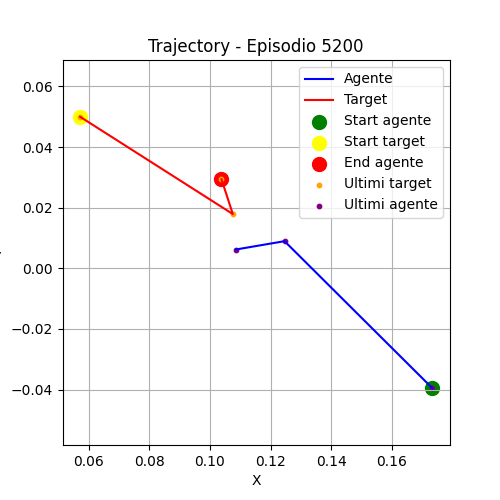 Trajectory - Episodio 5200
Agente
Target
Start agente
Start target
End agente
Ultimi target
Ultimi agente
0.06
0.04
0.02
0.00
−0.02
−0.04
0.06
0.08
0.10
0.12
0.14
0.16
X